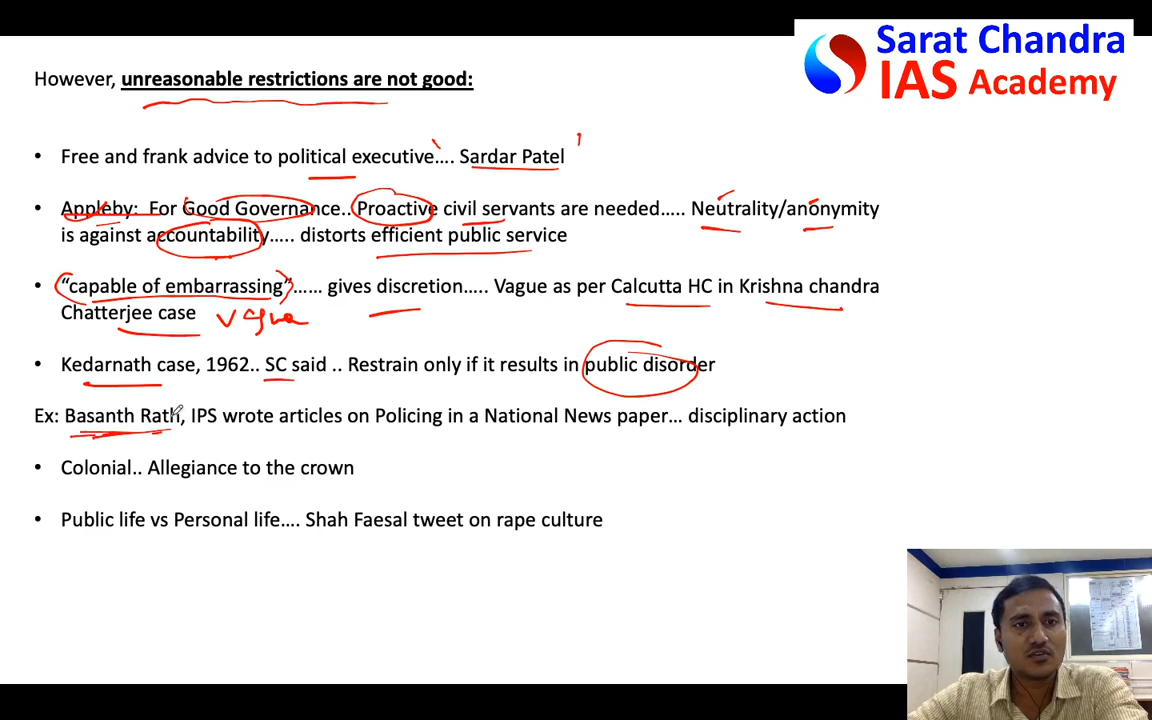 Sarat Chandra
IAS Academy
However, unreasonable restrictions are not good:
• Free and frank advice to political executive…. Sardar Patel
• Appleby: For Good Governance.. Proactive civil servants are needed….. Neutrality/anonymity
is against accountability….. distorts efficient public service
• “capable of embarrassing”…… gives discretion….. Vague as per Calcutta HC in Krishna chandra
Chatterjee case vague
• Kedarnath case, 1962.. SC said .. Restrain only if it results in public disorder
Ex: Basanth Rath, IPS wrote articles on Policing in a National News paper… disciplinary action
• Colonial.. Allegiance to the crown
• Public life vs Personal life…. Shah Faesal tweet on rape culture